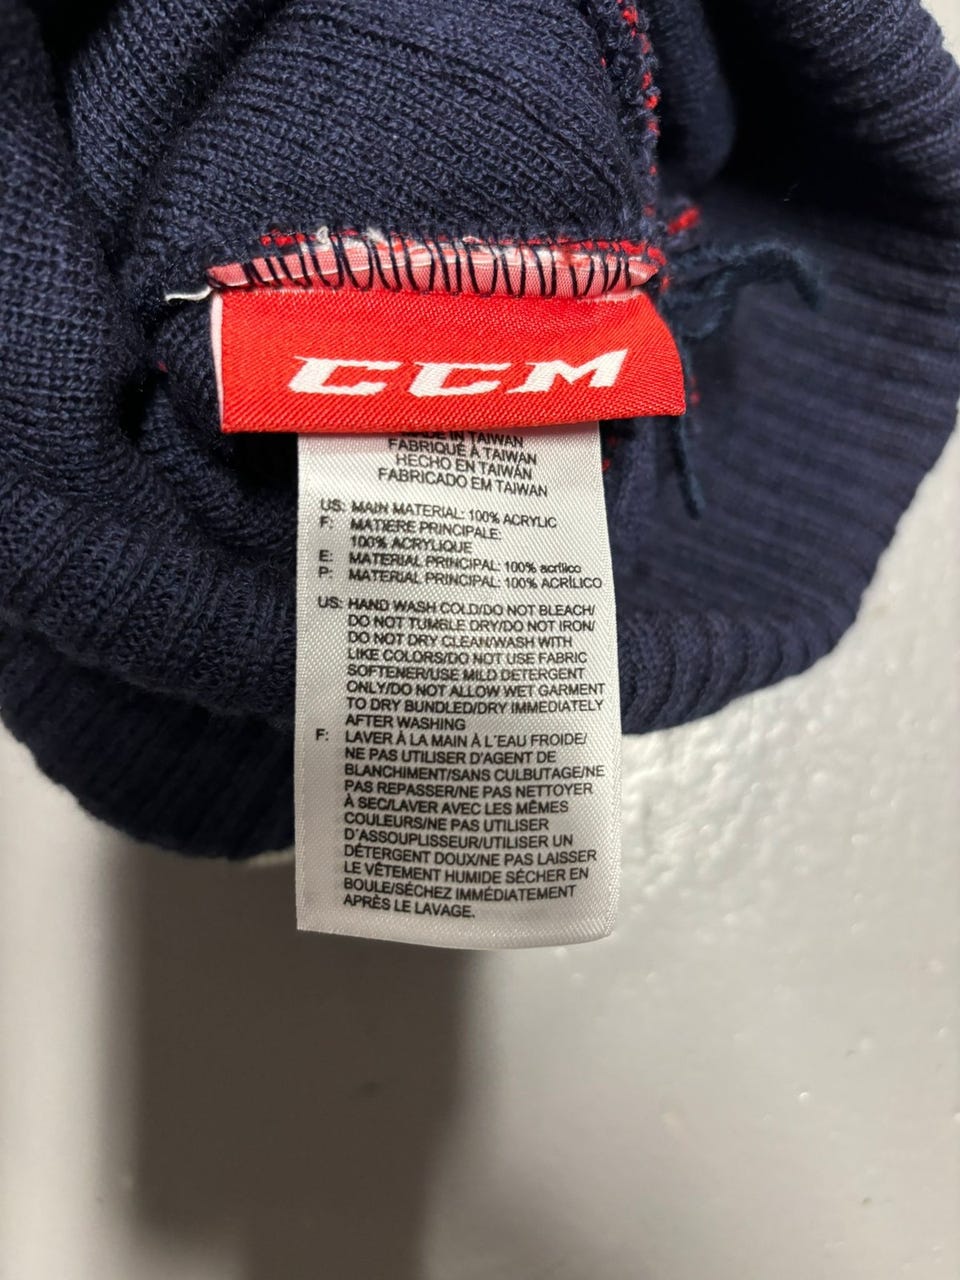 CCM
MADE IN TAIWAN
FABRIQUÉ À TAIWAN
HECHO EN TAIWÁN
FABRICADO EM TAIWAN
US: MAIN MATERIAL: 100% ACRYLIC
F: MATIERE PRINCIPALE:
100% ACRYLIQUE
E: MATERIAL PRINCIPAL: 100% acrílico
P: MATERIAL PRINCIPAL: 100% ACRÍLICO
US: HAND WASH COLD/DO NOT BLEACH/
DO NOT TUMBLE DRY/DO NOT IRON/
DO NOT DRY CLEAN/WASH WITH
LIKE COLORS/DO NOT USE FABRIC
SOFTENER/USE MILD DETERGENT
ONLY/DO NOT ALLOW WET GARMENT
TO DRY BUNDLED/DRY IMMEDIATELY
AFTER WASHING
F: LAVER À LA MAIN À L'EAU FROIDE/
NE PAS UTILISER D'AGENT DE
BLANCHIMENT/SANS CULBUTAGE/NE
PAS REPASSER/NE PAS NETTOYER
À SEC/LAVER AVEC LES MÊMES
COULEURS/NE PAS UTILISER
D'ASSOUPLISSEUR/UTILISER UN
DÉTERGENT DOUX/NE PAS LAISSER
LE VÊTEMENT HUMIDE SÉCHER EN
BOULE/SÉCHEZ IMMÉDIATEMENT
APRÈS LE LAVAGE.